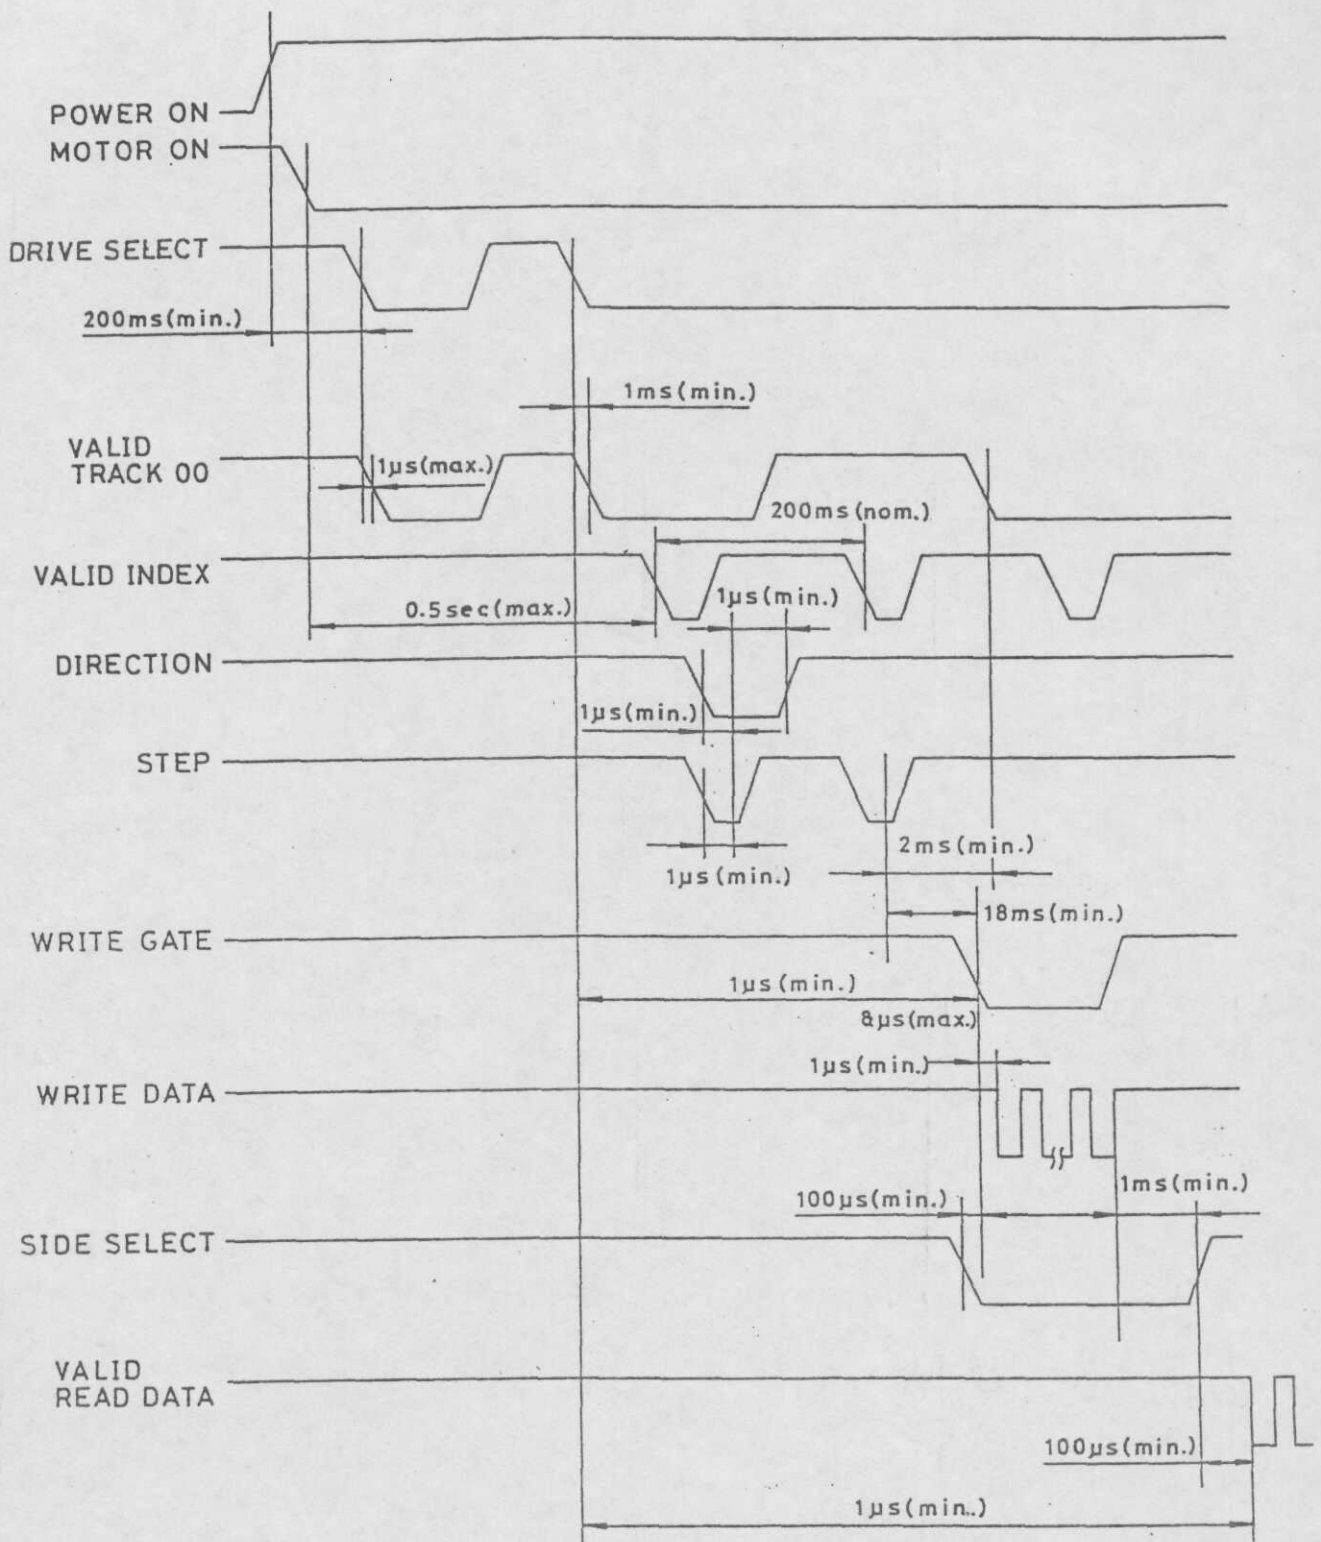 POWER ON
MOTOR ON
DRIVE SELECT
200ms(min.)
1ms(min.)
VALID
TRACK 00
1µs(max.)
200ms(nom.)
VALID INDEX
1µs(min.)
0.5sec(max.)
DIRECTION
1µs(min.)
STEP
2ms(min.)
1µs(min.)
18ms(min.)
WRITE GATE
1µs(min.)
8µs(max.)
1µs(min.)
WRITE DATA
1ms(min.)
100µs(min.)
SIDE SELECT
VALID
READ DATA
100µs(min.)
1µs(min.)